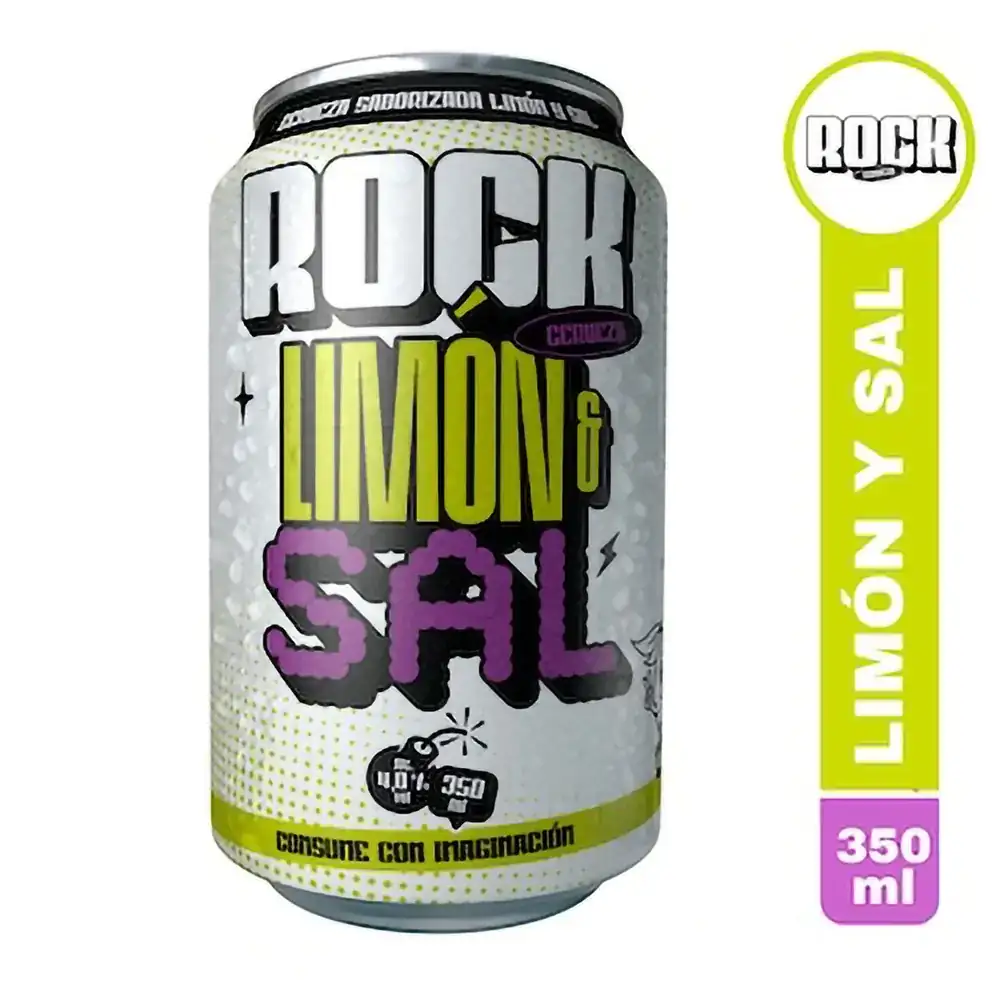 CERVEZA SABORIZADA LIMÓN Y SAL
ROCK
CERVEZA
LIMÓN &
SAL
4.0%
350
CONSUME CON IMAGINACIÓN
ROCK
LIMÓN Y SAL
350
ml